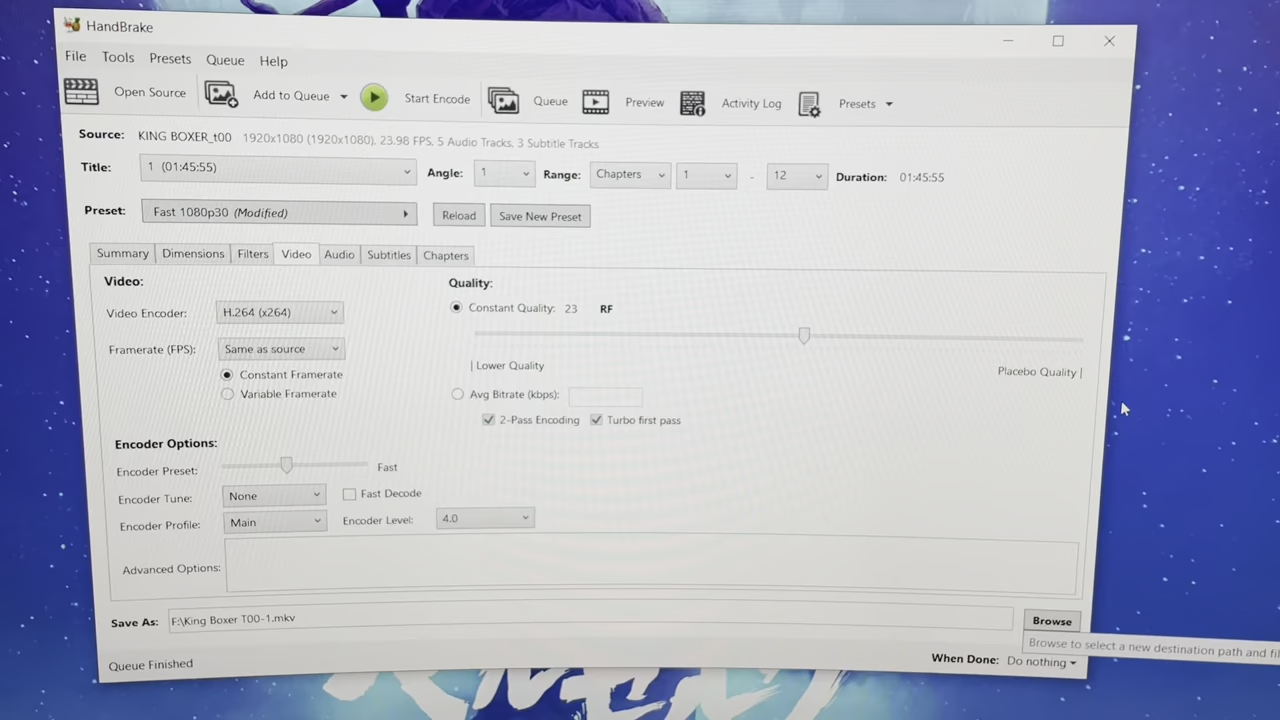 HandBrake
File Tools Presets Queue Help
Open Source Add to Queue Start Encode Queue Preview Activity Log Presets
Source: KING BOXER_t00 1920x1080 (1920x1080), 23.98 FPS, 5 Audio Tracks, 3 Subtitle Tracks
Title: 1 (01:45:55) Angle: 1 Range: Chapters 1 - 12 Duration: 01:45:55
Preset: Fast 1080p30 (Modified) Reload Save New Preset
Summary Dimensions Filters Video Audio Subtitles Chapters
Video: Quality:
Video Encoder: H.264 (x264) Constant Quality: 23 RF
Framerate (FPS): Same as source
| Lower Quality Placebo Quality |
Constant Framerate
Variable Framerate Avg Bitrate (kbps):
2-Pass Encoding Turbo first pass
Encoder Options:
Encoder Preset: Fast
Encoder Tune: None Fast Decode
Encoder Profile: Main Encoder Level: 4.0
Advanced Options:
Save As: F:\King Boxer T00-1.mkv Browse
Browse to select a new destination path and fil
Queue Finished When Done: Do nothing